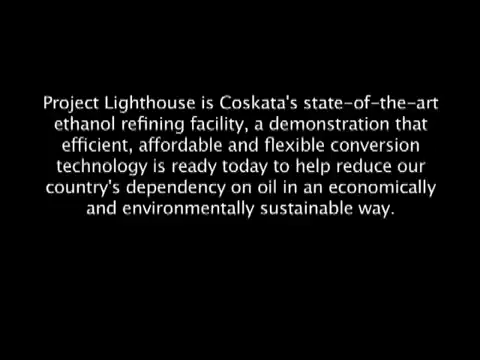 Project Lighthouse is Coskata's state-of-the-art
ethanol refining facility, a demonstration that
efficient, affordable and flexible conversion
technology is ready today to help reduce our
country's dependency on oil in an economically
and environmentally sustainable way.